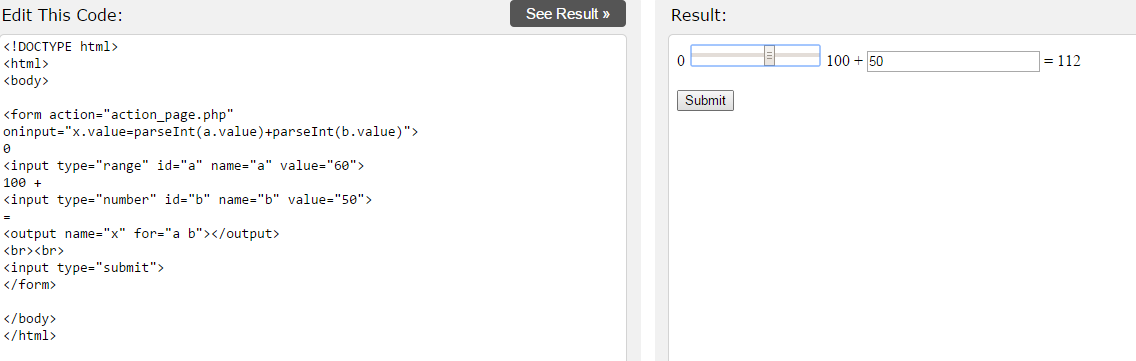 Edit This Code:
See Result »
<!DOCTYPE html>
<html>
<body>
<form action="action_page.php"
oninput="x.value=parseInt(a.value)+parseInt(b.value)">
0
<input type="range" id="a" name="a" value="60">
100 +
<input type="number" id="b" name="b" value="50">
=
<output name="x" for="a b"></output>
<br><br>
<input type="submit">
</form>
</body>
</html>
Result:
0 100 + 50 = 112
Submit